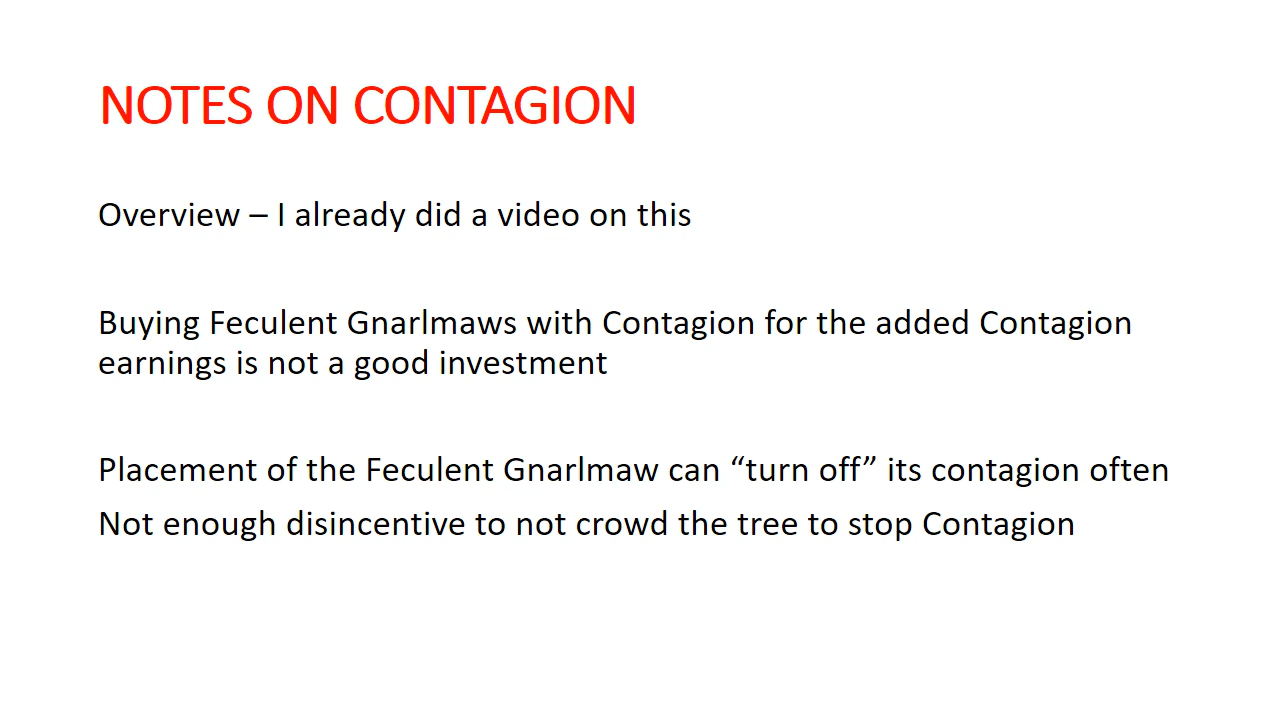 NOTES ON CONTAGION
Overview – I already did a video on this
Buying Feculent Gnarlmaws with Contagion for the added Contagion
earnings is not a good investment
Placement of the Feculent Gnarlmaw can “turn off” its contagion often
Not enough disincentive to not crowd the tree to stop Contagion